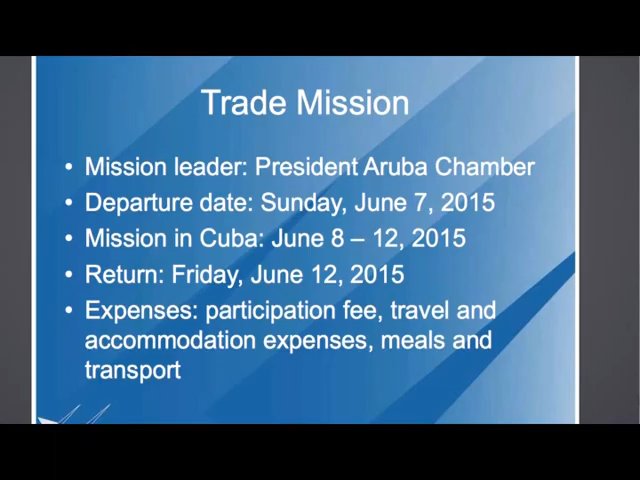 Trade Mission
• Mission leader: President Aruba Chamber
• Departure date: Sunday, June 7, 2015
• Mission in Cuba: June 8 – 12, 2015
• Return: Friday, June 12, 2015
• Expenses: participation fee, travel and
accommodation expenses, meals and
transport